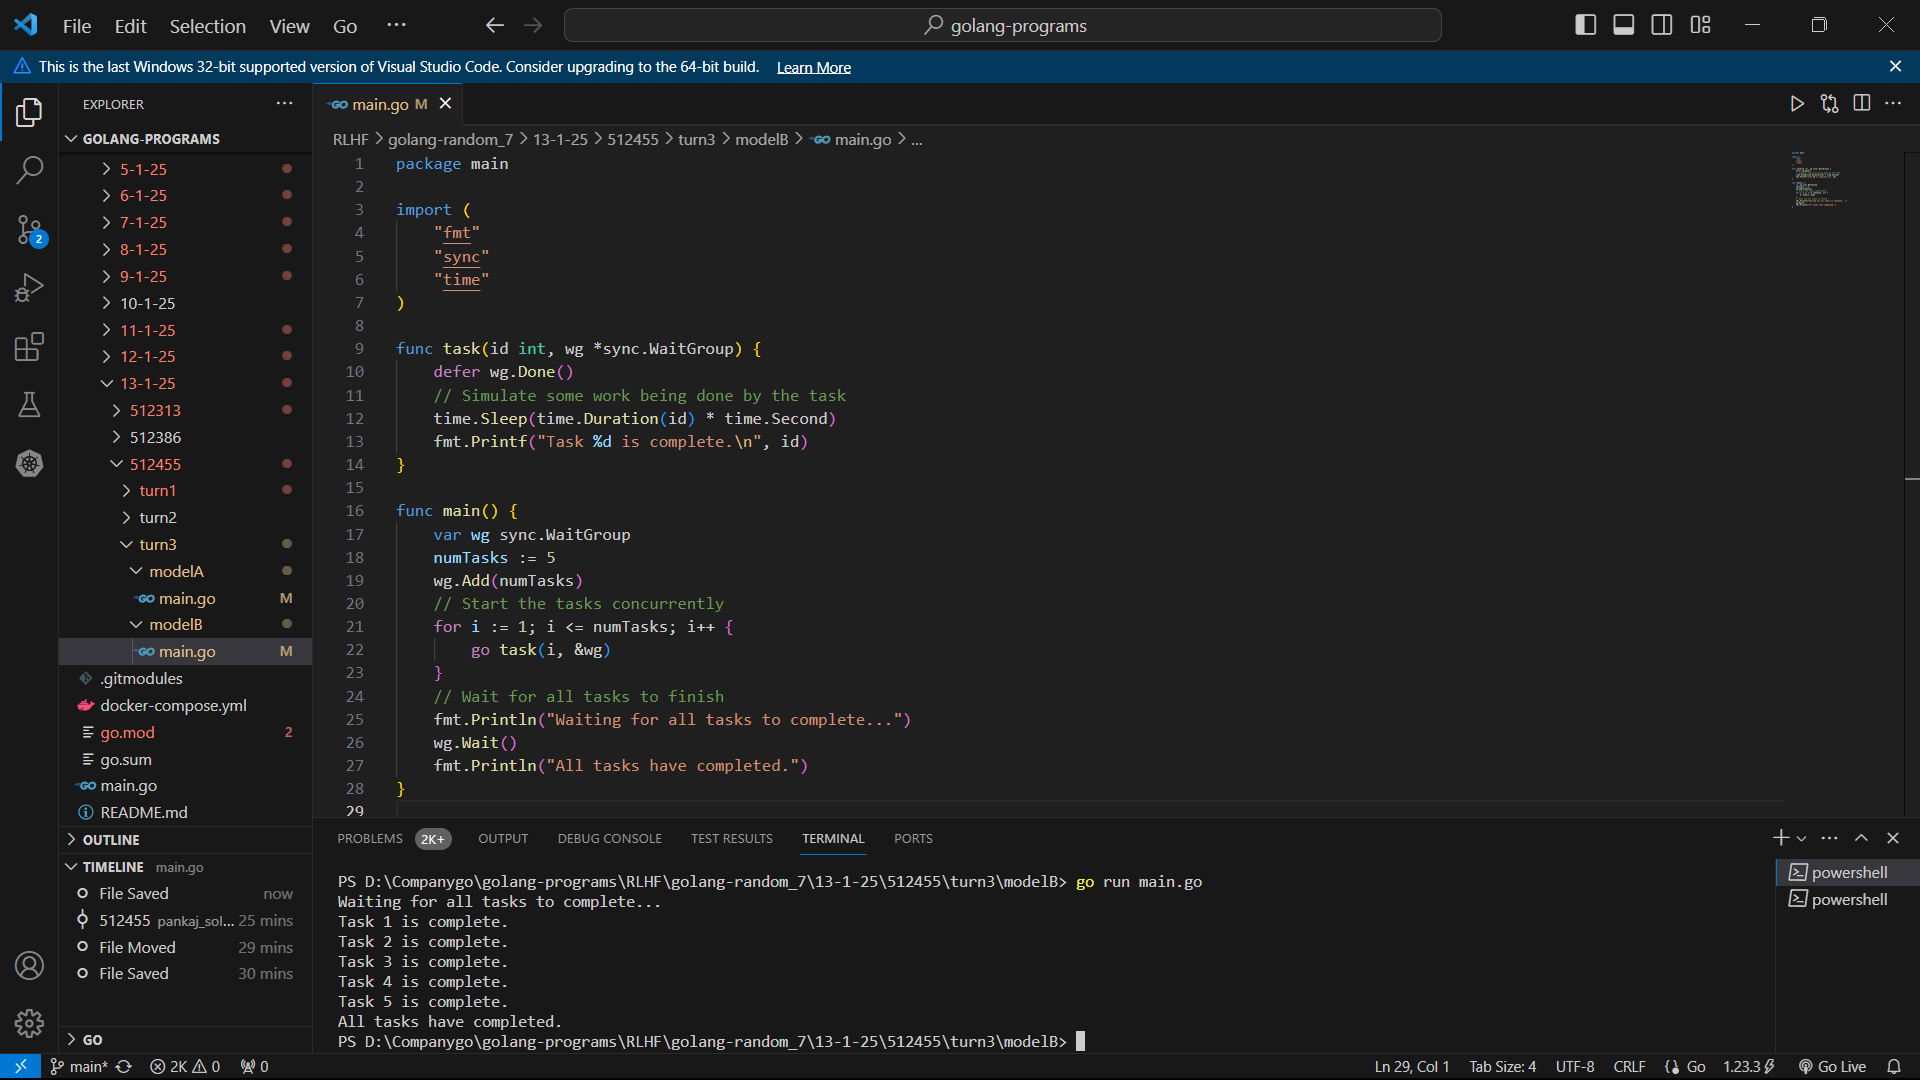 File Edit Selection View Go ··· golang-programs
This is the last Windows 32-bit supported version of Visual Studio Code. Consider upgrading to the 64-bit build. Learn More
EXPLORER ···
GOLANG-PROGRAMS
5-1-25
6-1-25
7-1-25
8-1-25
9-1-25
10-1-25
11-1-25
12-1-25
13-1-25
512313
512386
512455
turn1
turn2
turn3
modelA
GO main.go M
modelB
GO main.go M
.gitmodules
docker-compose.yml
go.mod 2
go.sum
GO main.go
README.md
OUTLINE
TIMELINE main.go
File Saved now
512455 pankaj_sol... 25 mins
File Moved 29 mins
File Saved 30 mins
GO
2
GO main.go M
RLHF > golang-random_7 > 13-1-25 > 512455 > turn3 > modelB > GO main.go > ...
1 package main
2
3 import (
4 "fmt"
5 "sync"
6 "time"
7 )
8
9 func task(id int, wg *sync.WaitGroup) {
10 defer wg.Done()
11 // Simulate some work being done by the task
12 time.Sleep(time.Duration(id) * time.Second)
13 fmt.Printf("Task %d is complete.\n", id)
14 }
15
16 func main() {
17 var wg sync.WaitGroup
18 numTasks := 5
19 wg.Add(numTasks)
20 // Start the tasks concurrently
21 for i := 1; i <= numTasks; i++ {
22 go task(i, &wg)
23 }
24 // Wait for all tasks to finish
25 fmt.Println("Waiting for all tasks to complete...")
26 wg.Wait()
27 fmt.Println("All tasks have completed.")
28 }
29
PROBLEMS 2K+ OUTPUT DEBUG CONSOLE TEST RESULTS TERMINAL PORTS
PS D:\Companygo\golang-programs\RLHF\golang-random_7\13-1-25\512455\turn3\modelB> go run main.go
Waiting for all tasks to complete...
Task 1 is complete.
Task 2 is complete.
Task 3 is complete.
Task 4 is complete.
Task 5 is complete.
All tasks have completed.
PS D:\Companygo\golang-programs\RLHF\golang-random_7\13-1-25\512455\turn3\modelB>
powershell
powershell
main* 2K 0 0 Ln 29, Col 1 Tab Size: 4 UTF-8 CRLF Go 1.23.3 Go Live